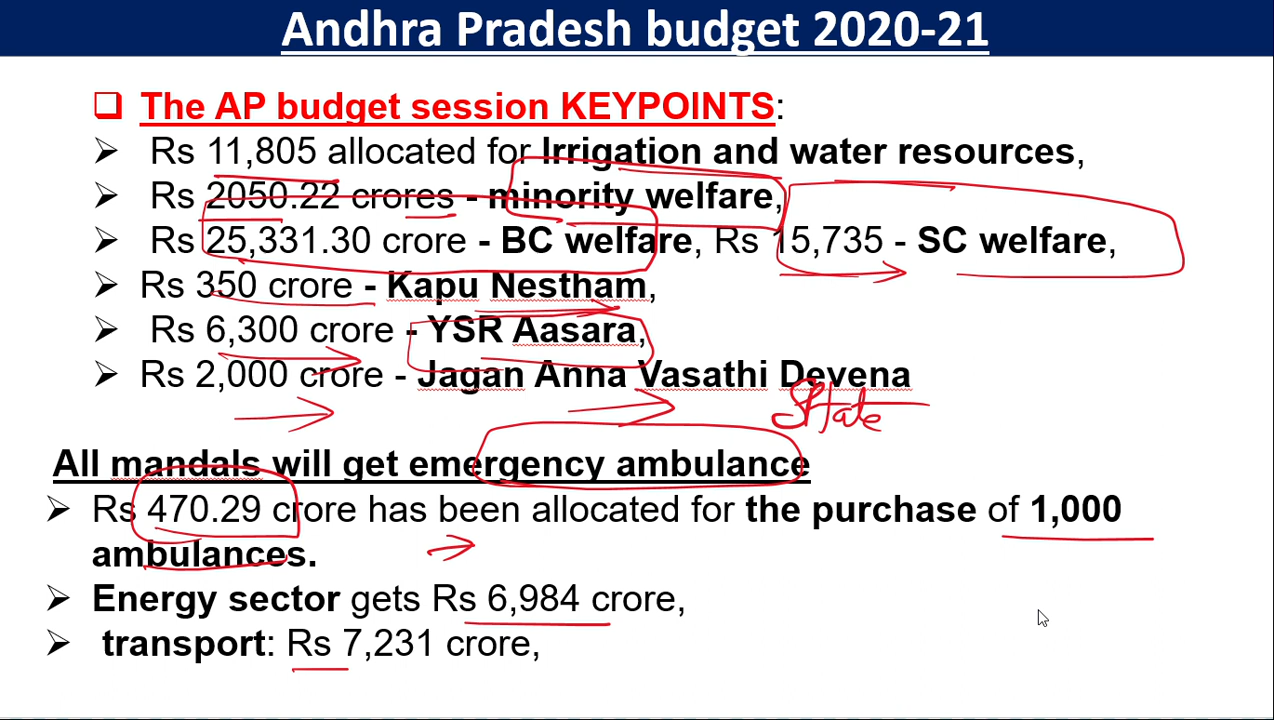 Andhra Pradesh budget 2020-21
❑ The AP budget session KEYPOINTS:
➢ Rs 11,805 allocated for Irrigation and water resources,
➢ Rs 2050.22 crores - minority welfare,
➢ Rs 25,331.30 crore - BC welfare, Rs 15,735 - SC welfare,
➢ Rs 350 crore - Kapu Nestham,
➢ Rs 6,300 crore - YSR Aasara,
➢ Rs 2,000 crore - Jagan Anna Vasathi Devena
State
All mandals will get emergency ambulance
➢ Rs 470.29 crore has been allocated for the purchase of 1,000
ambulances.
➢ Energy sector gets Rs 6,984 crore,
➢ transport: Rs 7,231 crore,